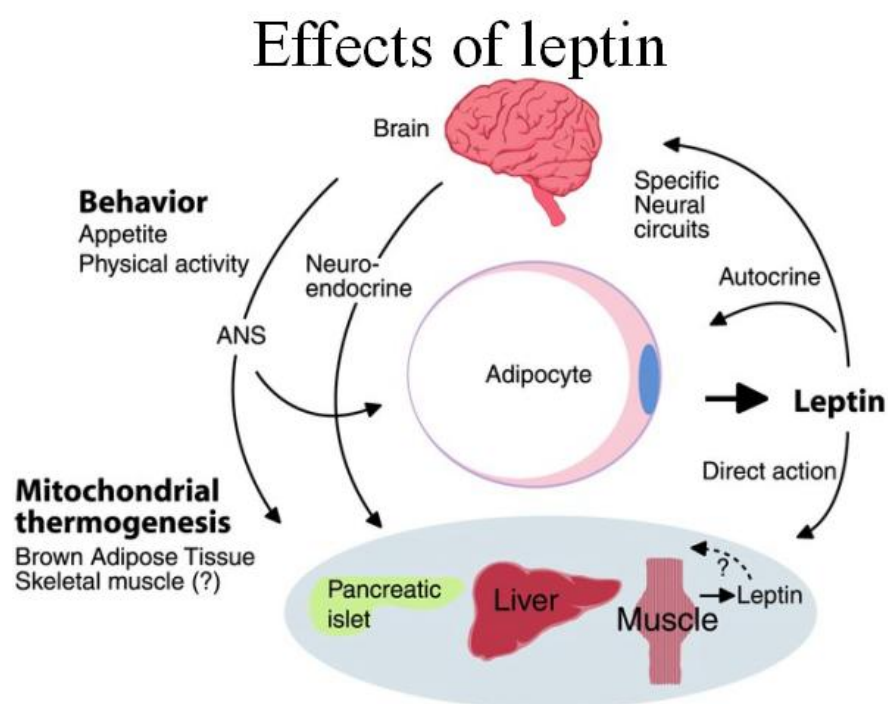 Effects of leptin
Brain
Specific
Neural
circuits
Behavior
Appetite
Physical activity
Neuro-
endocrine
Autocrine
ANS
Adipocyte
Leptin
Direct action
Mitochondrial
thermogenesis
Brown Adipose Tissue
Skeletal muscle (?)
Pancreatic
islet
Liver
Muscle
?
Leptin